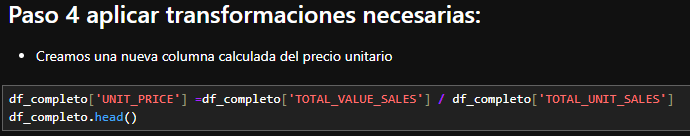 Paso 4 aplicar transformaciones necesarias:
• Creamos una nueva columna calculada del precio unitario
df_completo['UNIT_PRICE'] =df_completo['TOTAL_VALUE_SALES'] / df_completo['TOTAL_UNIT_SALES']
df_completo.head()